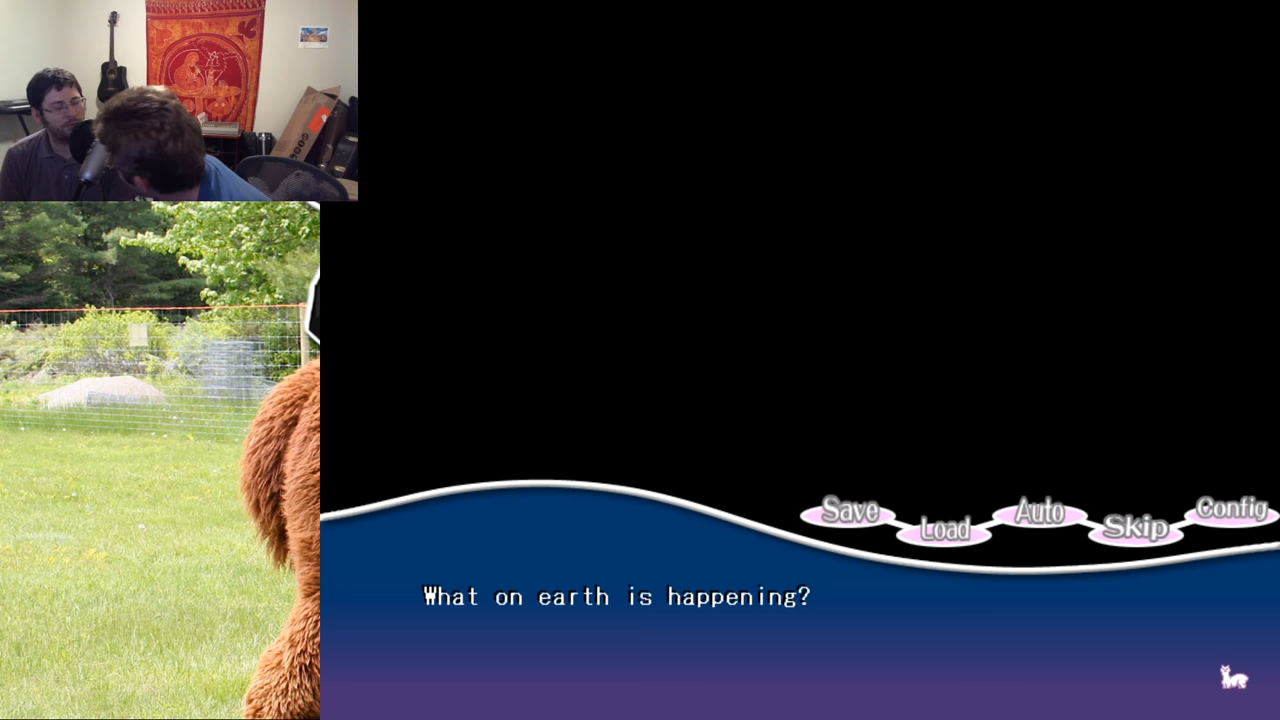 Save
Load
Auto
Skip
Config
What on earth is happening?